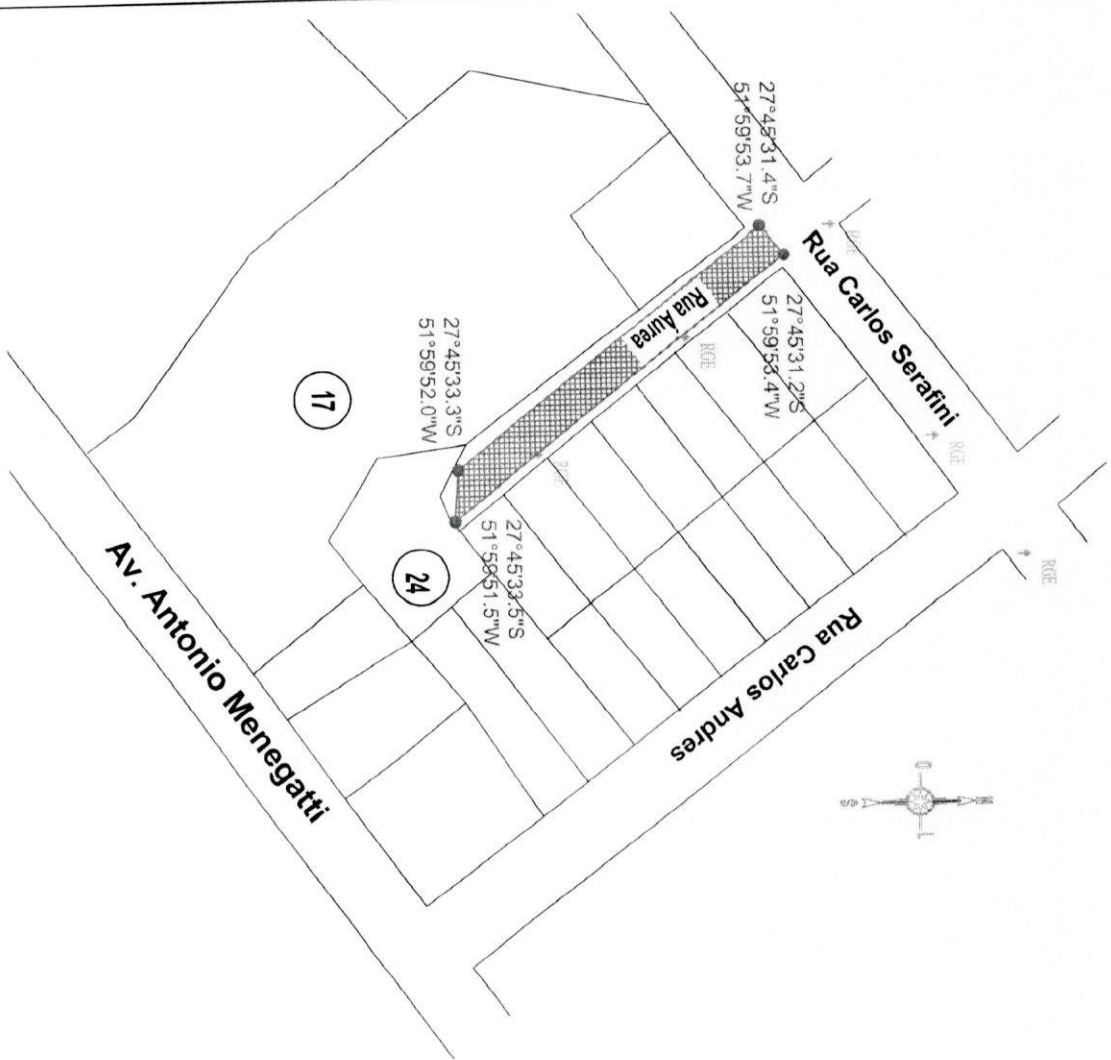 27°45'31.4"S
51°59'53.7"W
RGE
Rua Carlos Serafini
27°45'31.2"S
51°59'53.4"W
Rua Áurea
RGE
RGE
27°45'33.3"S
51°59'52.0"W
RGE
RGE
17
27°45'33.5"S
51°59'51.5"W
24
Rua Carlos Andres
Av. Antonio Menegatti
N
S
O
L